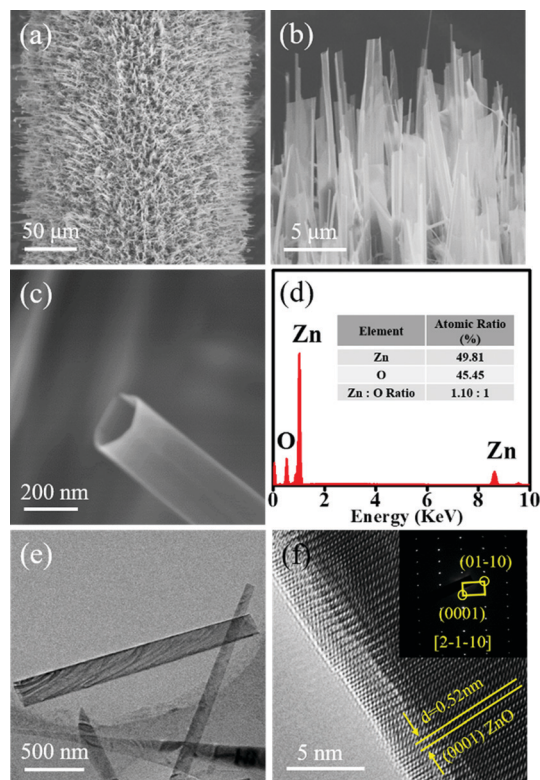 (a)
50 μm
(b)
5 μm
(c)
200 nm
(d)
Zn
O
Zn
Element Atomic Ratio (%)
Zn 49.81
O 45.45
Zn : O Ratio 1.10 : 1
0 2 4 6 8 10
Energy (KeV)
(e)
500 nm
(f)
(01-10)
(0001)
[2-1-10]
d=0.52nm
(0001) ZnO
5 nm